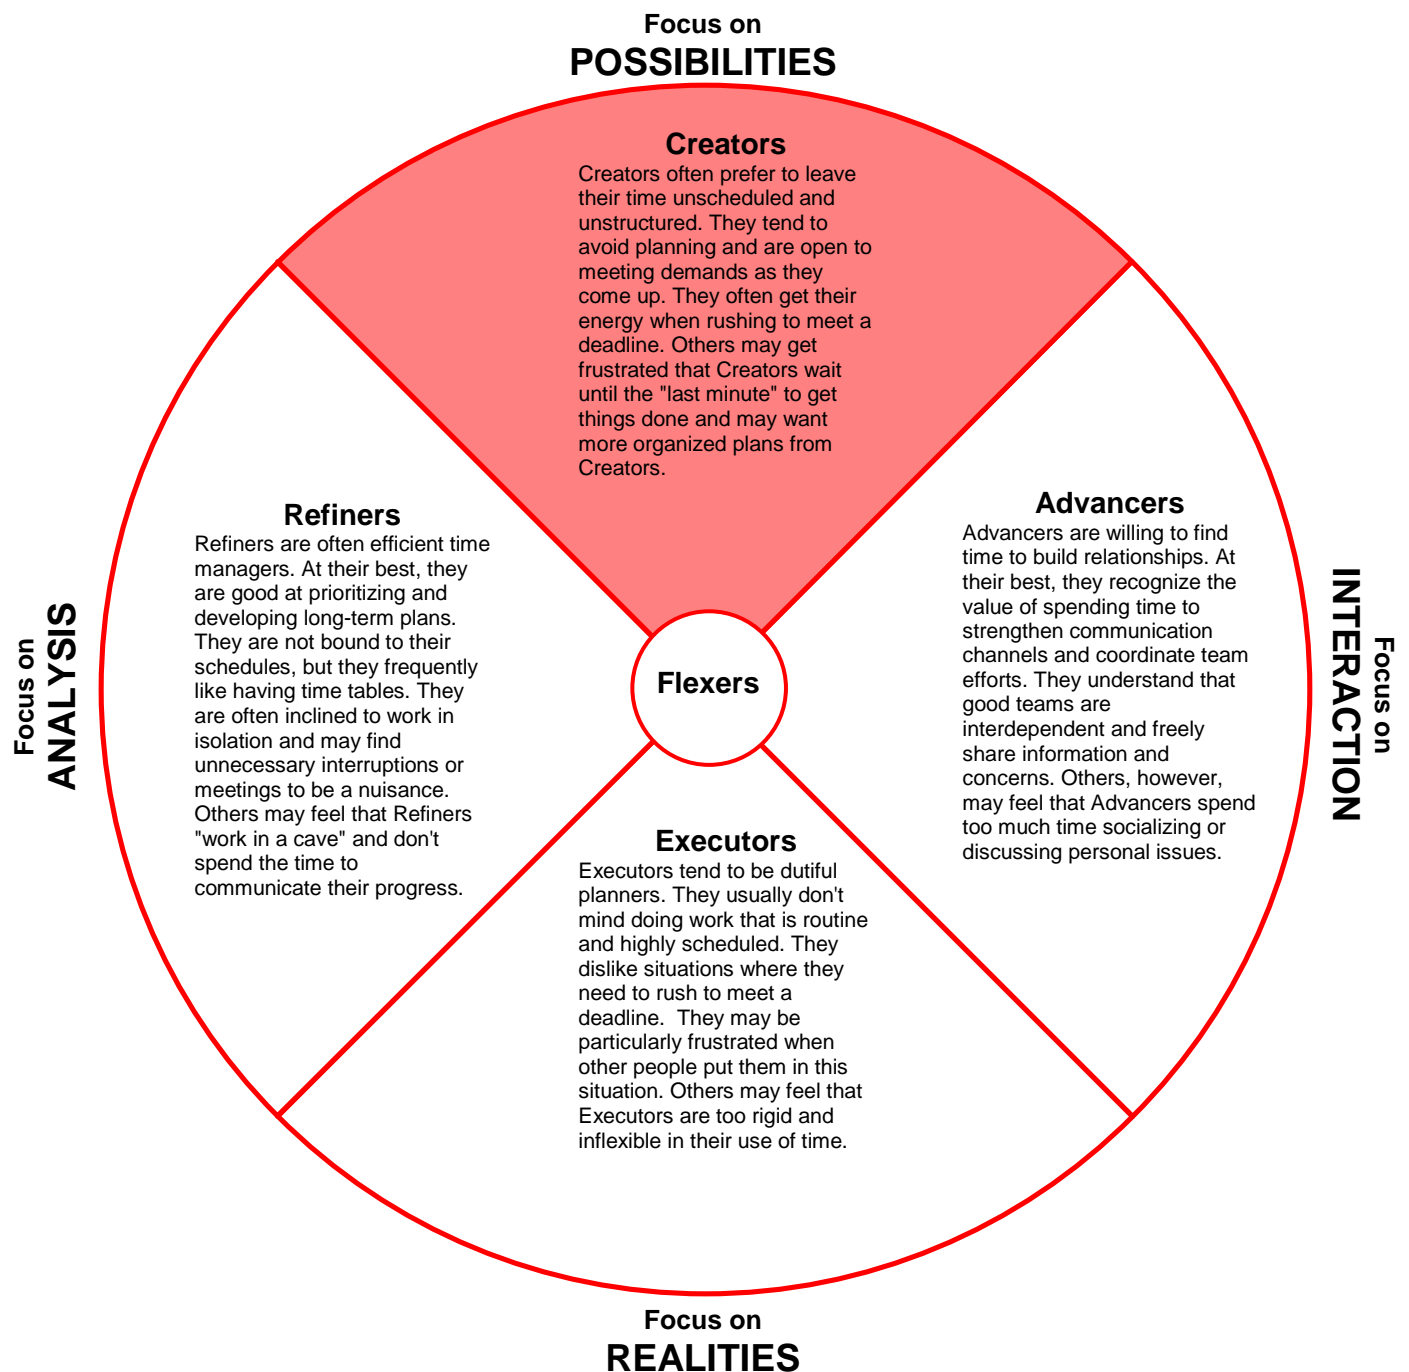 Focus on
POSSIBILITIES
Creators
Creators often prefer to leave
their time unscheduled and
unstructured. They tend to
avoid planning and are open to
meeting demands as they
come up. They often get their
energy when rushing to meet a
deadline. Others may get
frustrated that Creators wait
until the "last minute" to get
things done and may want
more organized plans from
Creators.
Focus on
ANALYSIS
Refiners
Refiners are often efficient time
managers. At their best, they
are good at prioritizing and
developing long-term plans.
They are not bound to their
schedules, but they frequently
like having time tables. They
are often inclined to work in
isolation and may find
unnecessary interruptions or
meetings to be a nuisance.
Others may feel that Refiners
"work in a cave" and don't
spend the time to
communicate their progress.
Flexers
Advancers
Advancers are willing to find
time to build relationships. At
their best, they recognize the
value of spending time to
strengthen communication
channels and coordinate team
efforts. They understand that
good teams are
interdependent and freely
share information and
concerns. Others, however,
may feel that Advancers spend
too much time socializing or
discussing personal issues.
Focus on
INTERACTION
Executors
Executors tend to be dutiful
planners. They usually don't
mind doing work that is routine
and highly scheduled. They
dislike situations where they
need to rush to meet a
deadline.  They may be
particularly frustrated when
other people put them in this
situation. Others may feel that
Executors are too rigid and
inflexible in their use of time.
Focus on
REALITIES